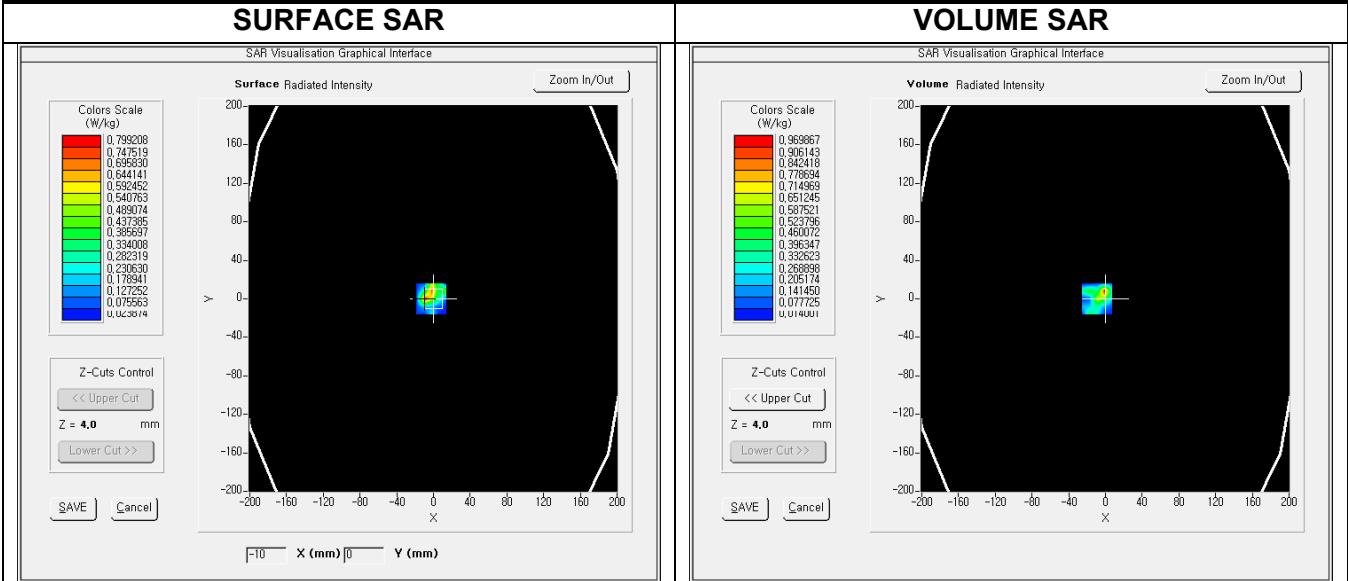 SURFACE SAR
VOLUME SAR
SAR Visualisation Graphical Interface
Surface Radiated Intensity
Zoom In/Out
Colors Scale
(W/kg)
0,799208
0,747519
0,695830
0,644141
0,592452
0,540763
0,489074
0,437385
0,385697
0,334008
0,282319
0,230630
0,178941
0,127252
0,075563
0,023874
200
160
120
80
40
0
-40
-80
-120
-160
-200
Y
-200 -160 -120 -80 -40 0 40 80 120 160 200
X
Z-Cuts Control
<< Upper Cut
Z = 4.0 mm
Lower Cut >>
SAVE Cancel
-10 X (mm) 0 Y (mm)
SAR Visualisation Graphical Interface
Volume Radiated Intensity
Zoom In/Out
Colors Scale
(W/kg)
0,969867
0,906143
0,842418
0,778694
0,714969
0,651245
0,587521
0,523796
0,460072
0,396347
0,332623
0,268898
0,205174
0,141450
0,077725
0,014001
200
160
120
80
40
0
-40
-80
-120
-160
-200
Y
-200 -160 -120 -80 -40 0 40 80 120 160 200
X
Z-Cuts Control
<< Upper Cut
Z = 4.0 mm
Lower Cut >>
SAVE Cancel